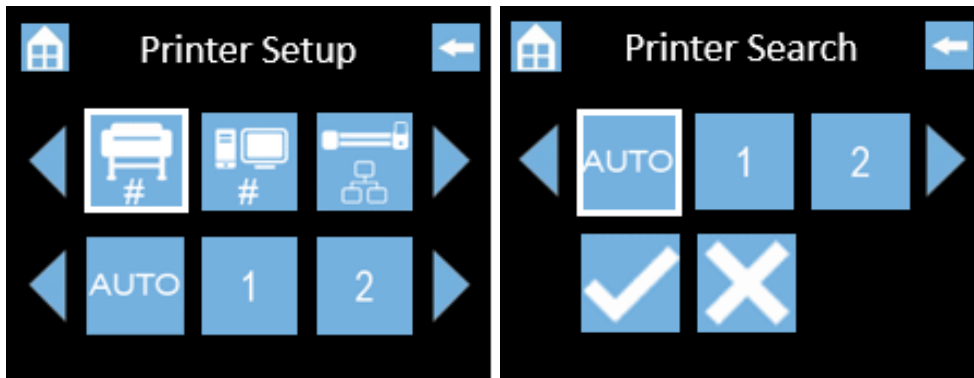 Printer Setup
# #
AUTO 1 2
Printer Search
AUTO 1 2